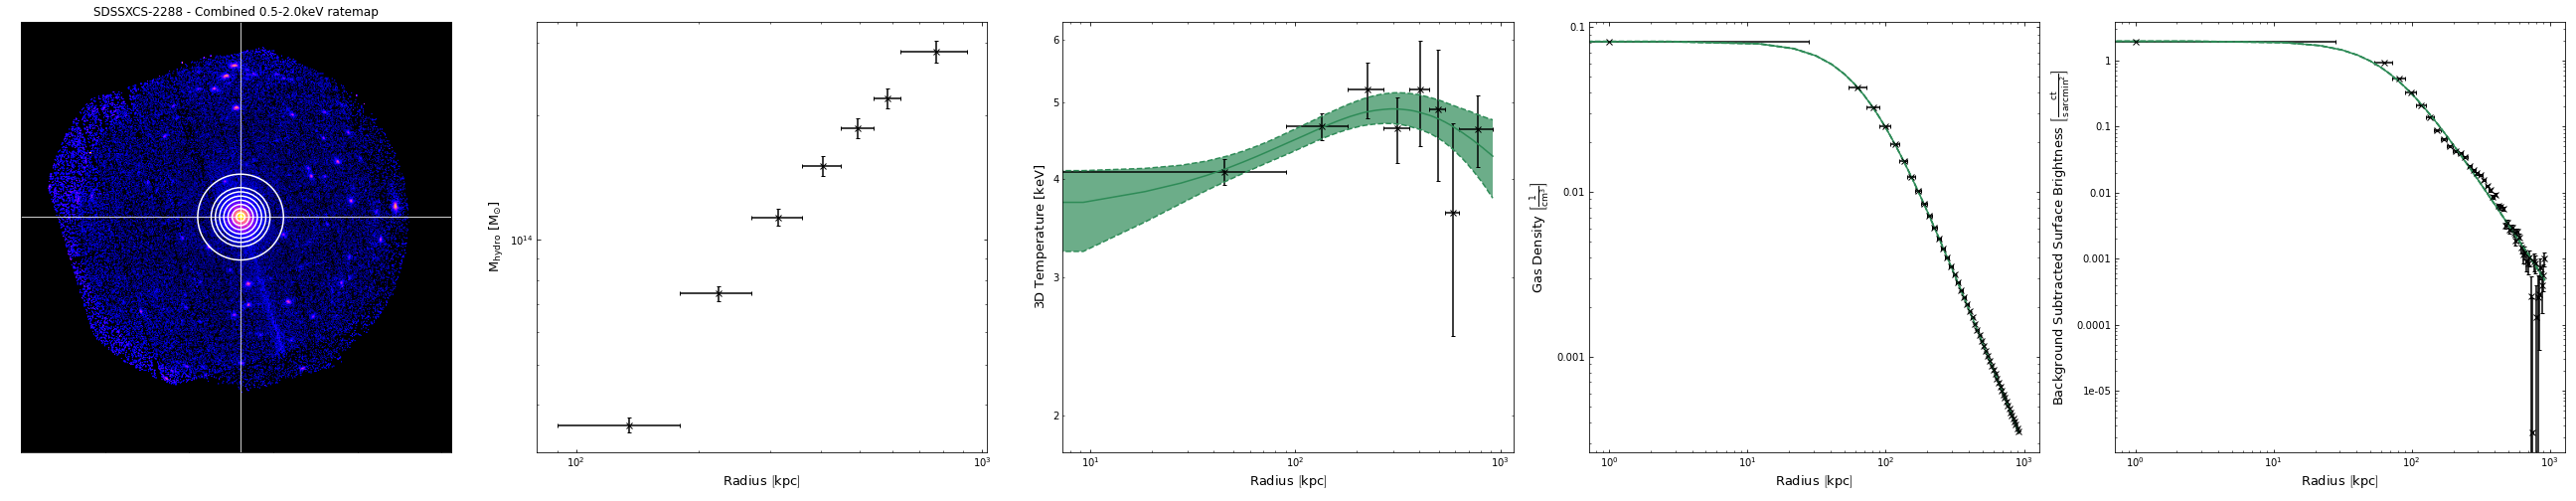 SDSSXCS-2288 - Combined 0.5-2.0keV ratemap
M_hydro [M_⊙]
10^14
10^2
10^3
Radius [kpc]
3D Temperature [keV]
6
5
4
3
2
10^1
10^2
10^3
Radius [kpc]
Gas Density [1/cm^3]
0.1
0.01
0.001
10^0
10^1
10^2
10^3
Radius [kpc]
Background Subtracted Surface Brightness [ct/s arcmin^2]
1
0.1
0.01
0.001
0.0001
1e-05
10^0
10^1
10^2
10^3
Radius [kpc]